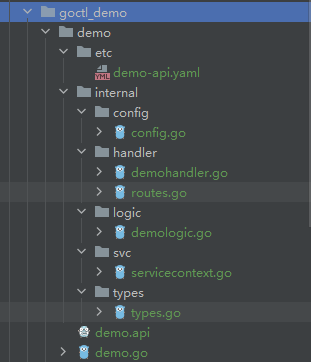 goctl_demo
demo
etc
demo-api.yaml
internal
config
config.go
handler
demohandler.go
routes.go
logic
demologic.go
svc
servicecontext.go
types
types.go
demo.api
demo.go